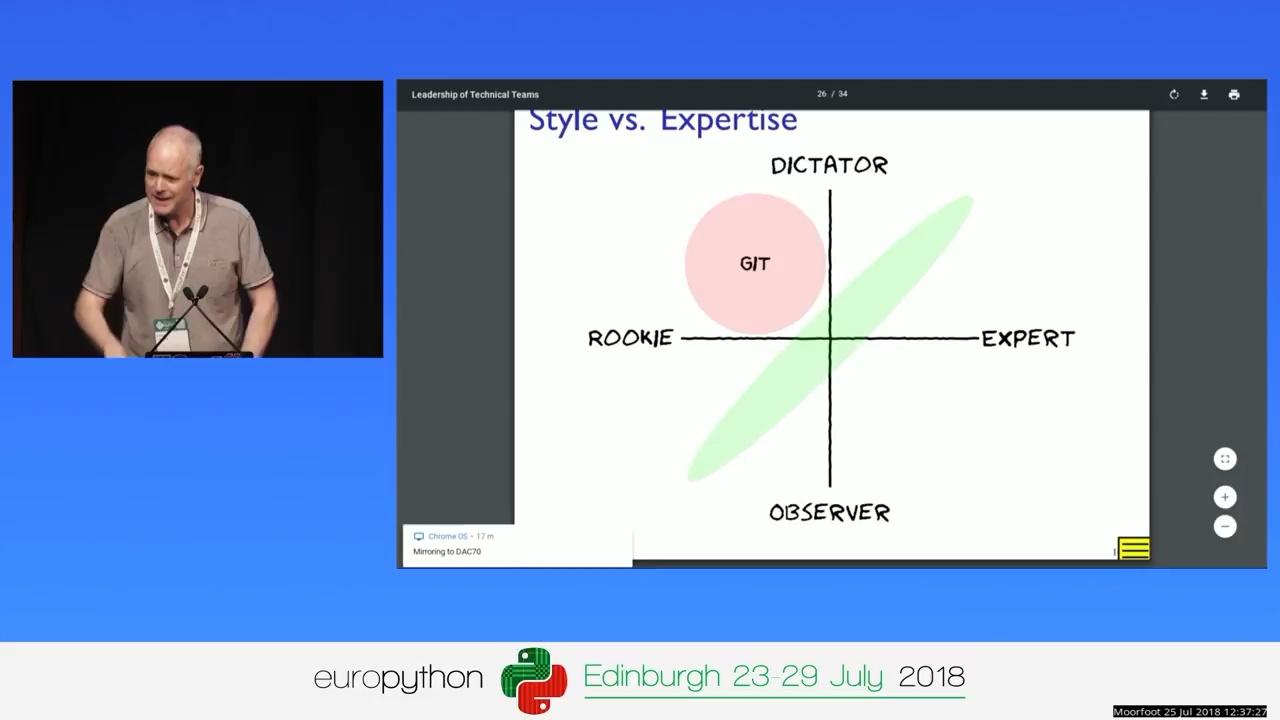 Leadership of Technical Teams
26 / 34
Style vs. Expertise
DICTATOR
GIT
ROOKIE
EXPERT
OBSERVER
Chrome OS • 17 m
Mirroring to DAC70
europython
Edinburgh 23-29 July 2018
Moorfoot 25 Jul 2018 12:37:27